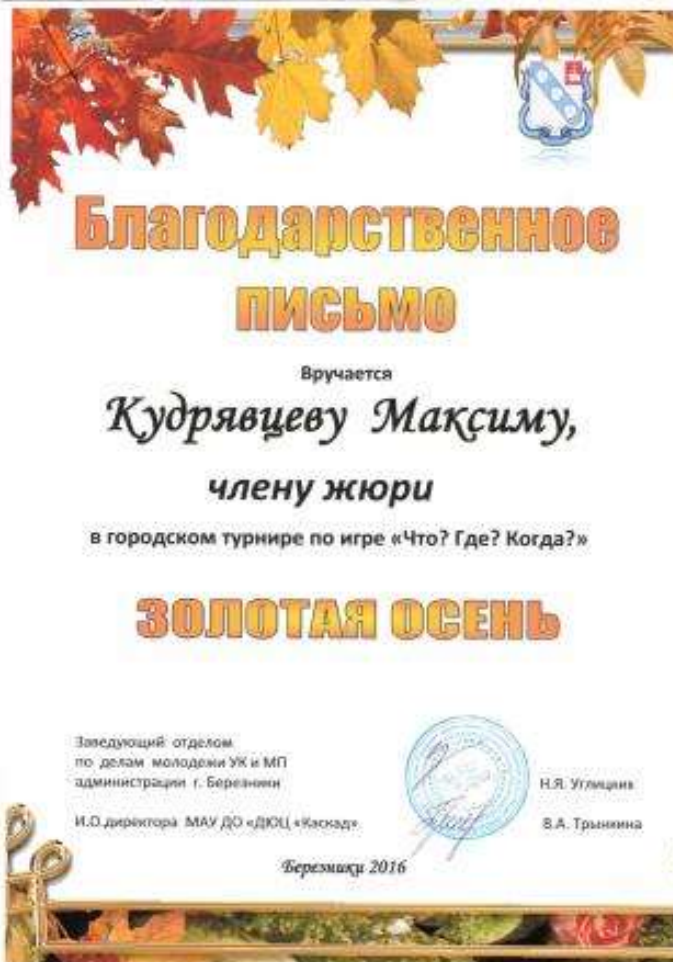 Благодарственное
письмо
Вручается
Кудрявцеву Максиму,
члену жюри
в городском турнире по игре «Что? Где? Когда?»
ЗОЛОТАЯ ОСЕНЬ
Заведующий отделом
по делам молодежи УК и МП
администрации г. Березники
Н.Я. Углицких
И.О.директора МАУ ДО «ДЮЦ «Каскад»
В.А. Трынкина
Березники 2016